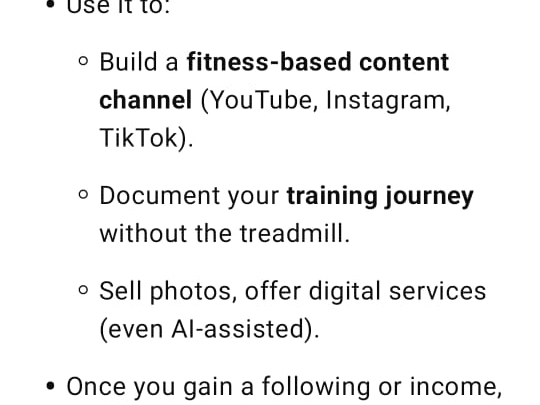 • Use it to:
◦ Build a fitness-based content
channel (YouTube, Instagram,
TikTok).
◦ Document your training journey
without the treadmill.
◦ Sell photos, offer digital services
(even AI-assisted).
• Once you gain a following or income,